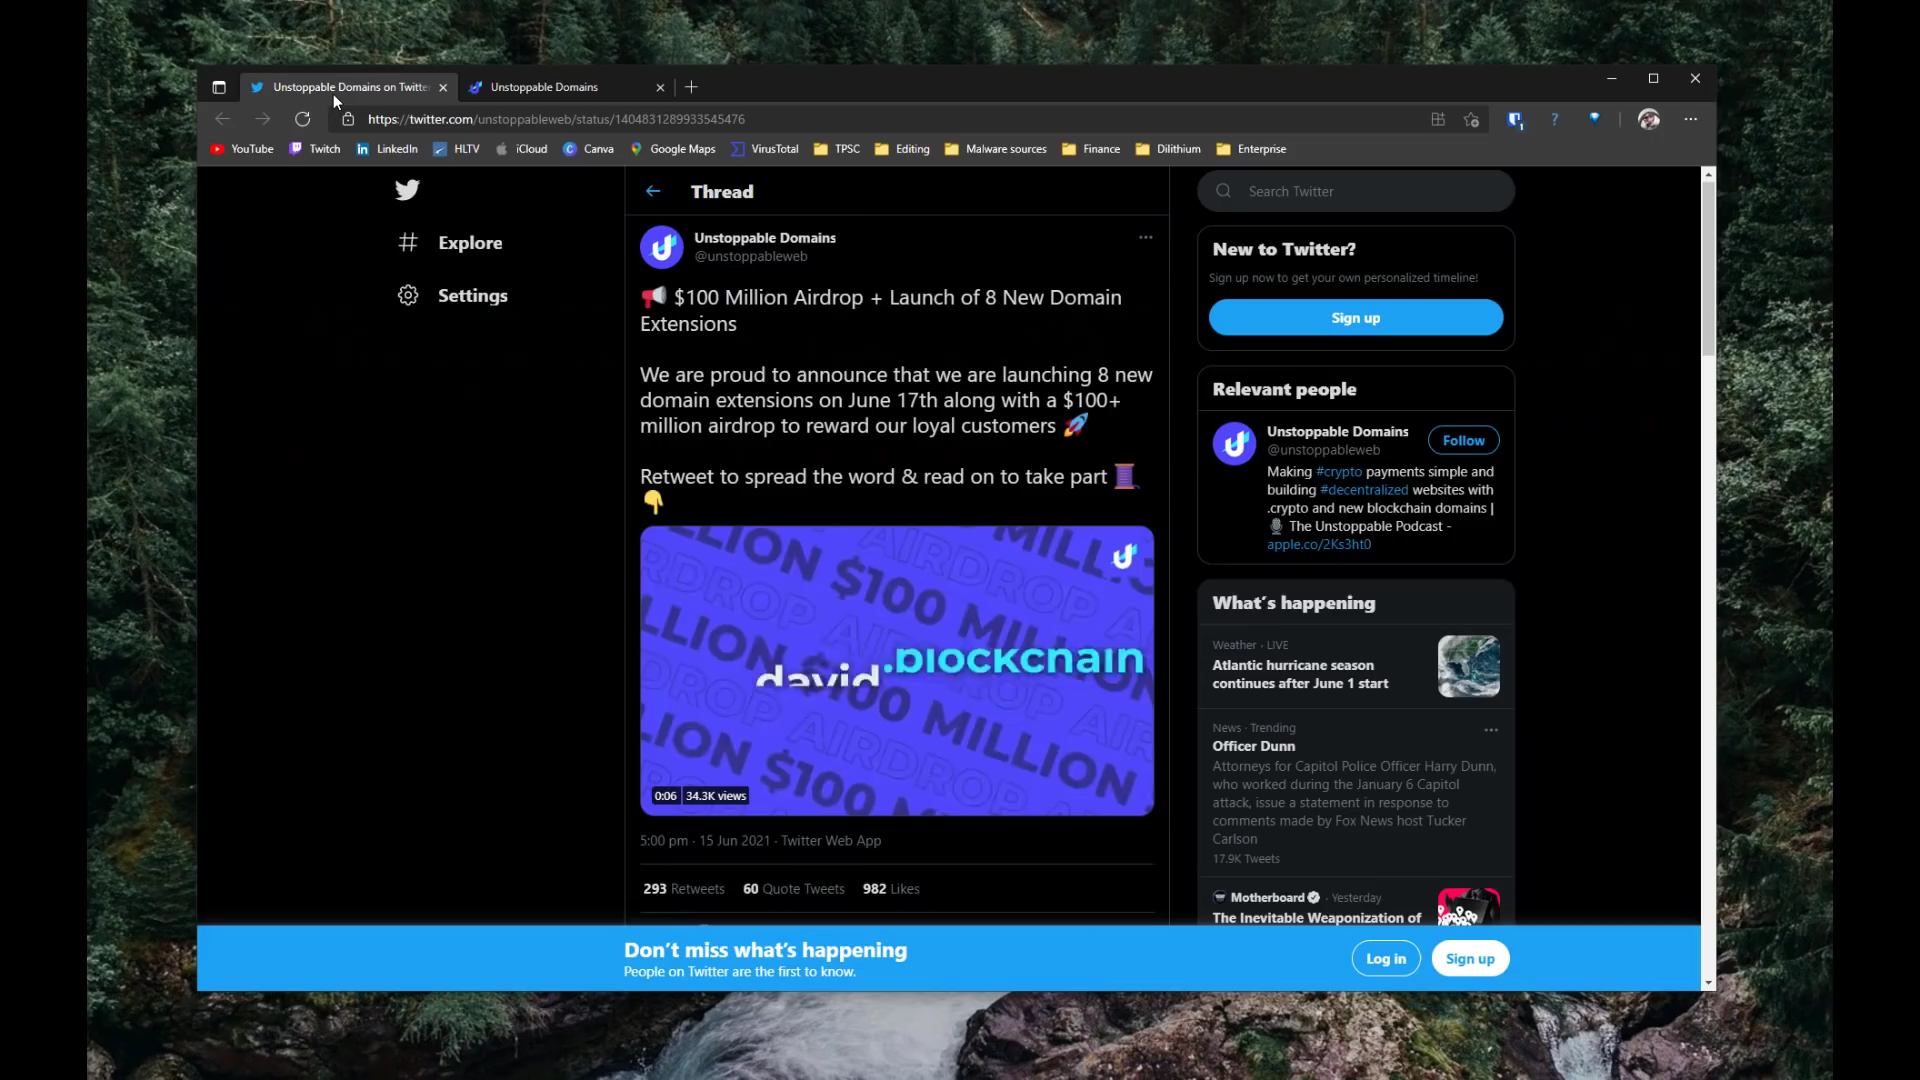 Unstoppable Domains on Twitte
Unstoppable Domains
https://twitter.com/unstoppableweb/status/1404831289933545476
YouTube
Twitch
LinkedIn
HLTV
iCloud
Canva
Google Maps
VirusTotal
TPSC
Editing
Malware sources
Finance
Dilithium
Enterprise
Explore
Settings
Thread
Unstoppable Domains
@unstoppableweb
$100 Million Airdrop + Launch of 8 New Domain
Extensions
We are proud to announce that we are launching 8 new
domain extensions on June 17th along with a $100+
million airdrop to reward our loyal customers 🚀
Retweet to spread the word & read on to take part
LLION $100 MILLION
AIRDROP
david
.blockchain
$100 MILLION
AIRDROP
LION $100 M
0:06
34.3K views
5:00 pm · 15 Jun 2021 · Twitter Web App
293 Retweets
60 Quote Tweets
982 Likes
Search Twitter
New to Twitter?
Sign up now to get your own personalized timeline!
Sign up
Relevant people
Unstoppable Domains
@unstoppableweb
Follow
Making #crypto payments simple and
building #decentralized websites with
.crypto and new blockchain domains |
The Unstoppable Podcast -
apple.co/2Ks3ht0
What's happening
Weather · LIVE
Atlantic hurricane season
continues after June 1 start
News · Trending
Officer Dunn
Attorneys for Capitol Police Officer Harry Dunn,
who worked during the January 6 Capitol
attack, issue a statement in response to
comments made by Fox News host Tucker
Carlson
17.9K Tweets
Motherboard · Yesterday
The Inevitable Weaponization of
Don't miss what's happening
People on Twitter are the first to know.
Log in
Sign up